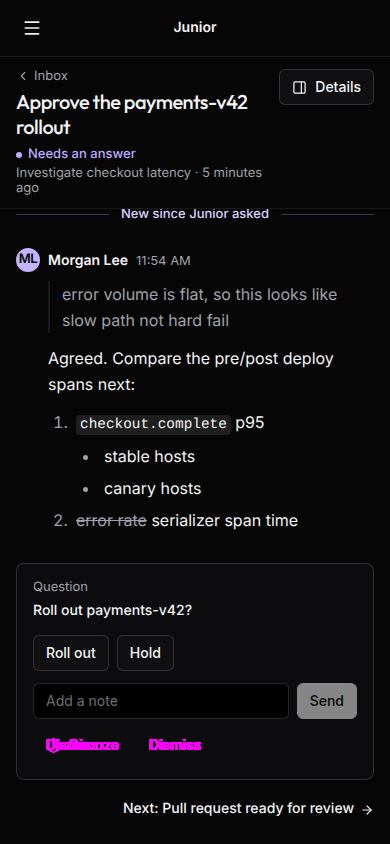 Junior
Inbox
Approve the payments-v42
rollout
Needs an answer
Investigate checkout latency · 5 minutes
ago
Details
New since Junior asked
ML Morgan Lee 11:54 AM
error volume is flat, so this looks like
slow path not hard fail
Agreed. Compare the pre/post deploy
spans next:
1. checkout.complete p95
stable hosts
canary hosts
2. error rate serializer span time
Question
Roll out payments-v42?
Roll out Hold
Add a note Send
Dismiss
Next: Pull request ready for review →